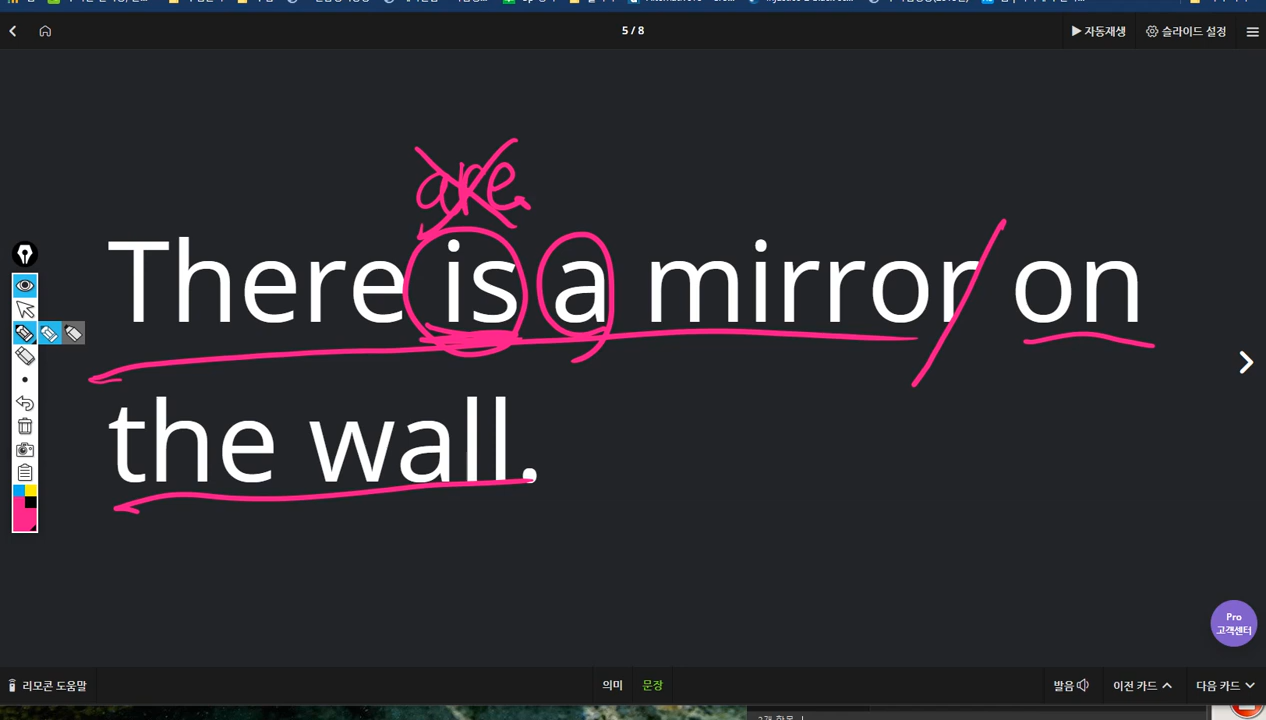 5 / 8
자동재생
슬라이드 설정
are
There is a mirror on
the wall.
Pro
고객센터
리모콘 도움말
의미
문장
발음
이전 카드
다음 카드